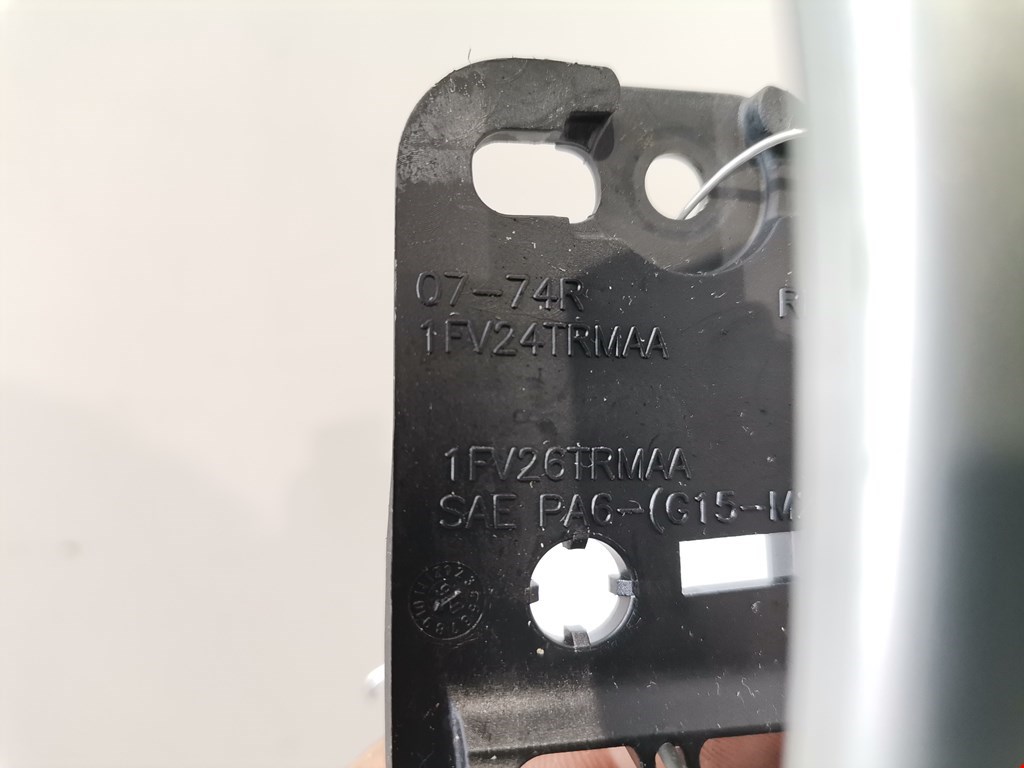 07-74R
R
1FV24TRMAA
1FV26TRMAA
SAE PA6-(G15-M